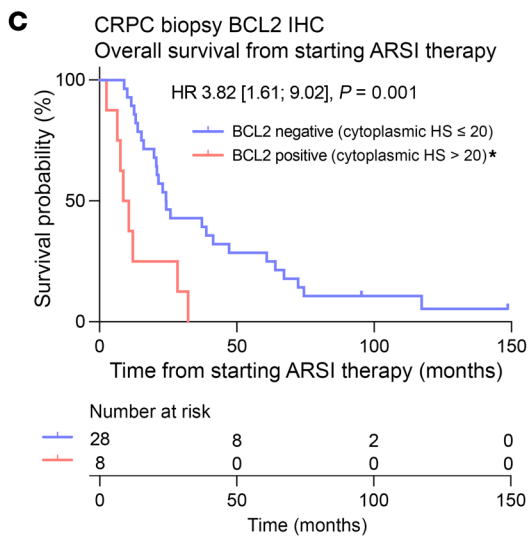 c
CRPC biopsy BCL2 IHC
Overall survival from starting ARSI therapy
HR 3.82 [1.61; 9.02], P = 0.001
BCL2 negative (cytoplasmic HS ≤ 20)
BCL2 positive (cytoplasmic HS > 20)*
Survival probability (%)
100
50
0
0 50 100 150
Time from starting ARSI therapy (months)
Number at risk
28 8 2 0
8 0 0 0
0 50 100 150
Time (months)